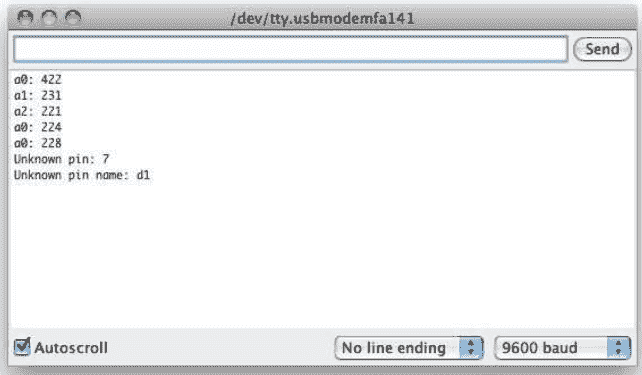 /dev/tty.usbmodemfa141
Send
a0: 422
a1: 231
a2: 221
a0: 224
a0: 228
Unknown pin: 7
Unknown pin name: d1
Autoscroll
No line ending
9600 baud